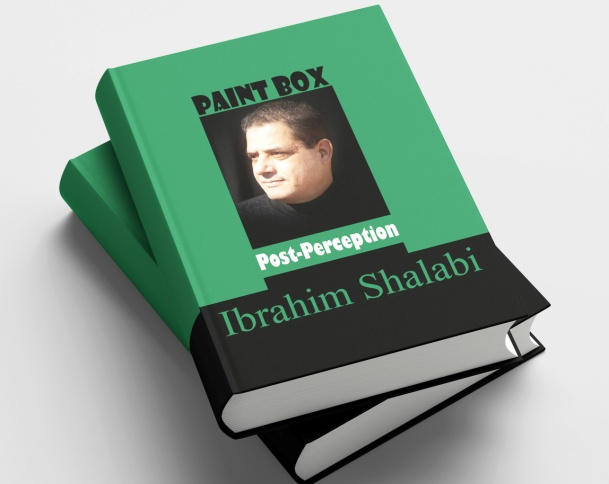 PAINT BOX
Post-Perception
Ibrahim Shalabi